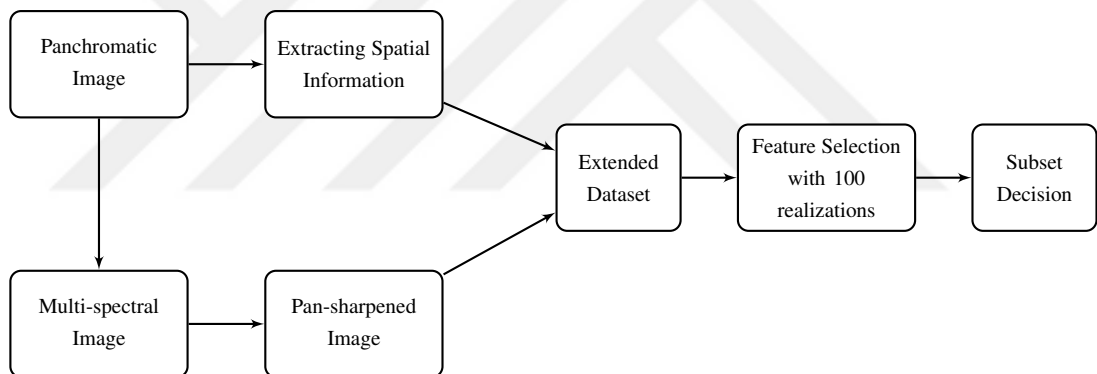 Panchromatic
Image
Extracting Spatial
Information
Extended
Dataset
Feature Selection
with 100
realizations
Subset
Decision
Multi-spectral
Image
Pan-sharpened
Image